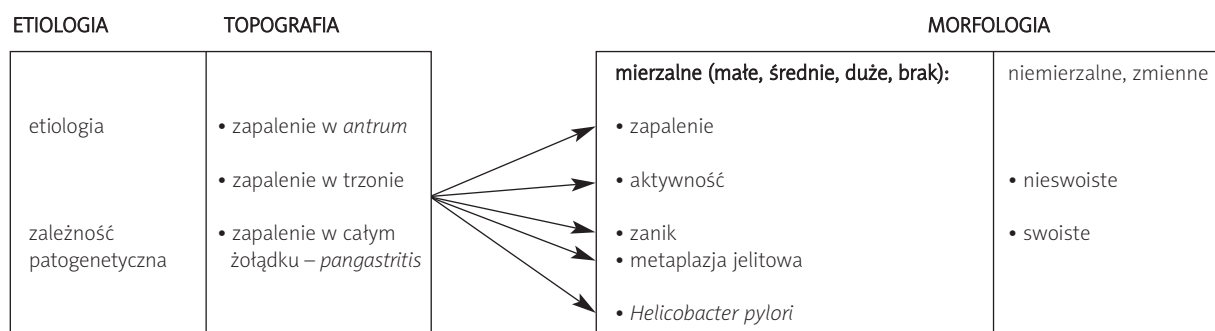 ETIOLOGIA TOPOGRAFIA MORFOLOGIA
mierzalne (małe, średnie, duże, brak): niemierzalne, zmienne
etiologia • zapalenie w antrum • zapalenie
• zapalenie w trzonie • aktywność • nieswoiste
zależność • zapalenie w całym • zanik • swoiste
patogenetyczna żołądku – pangastritis • metaplazja jelitowa
• Helicobacter pylori